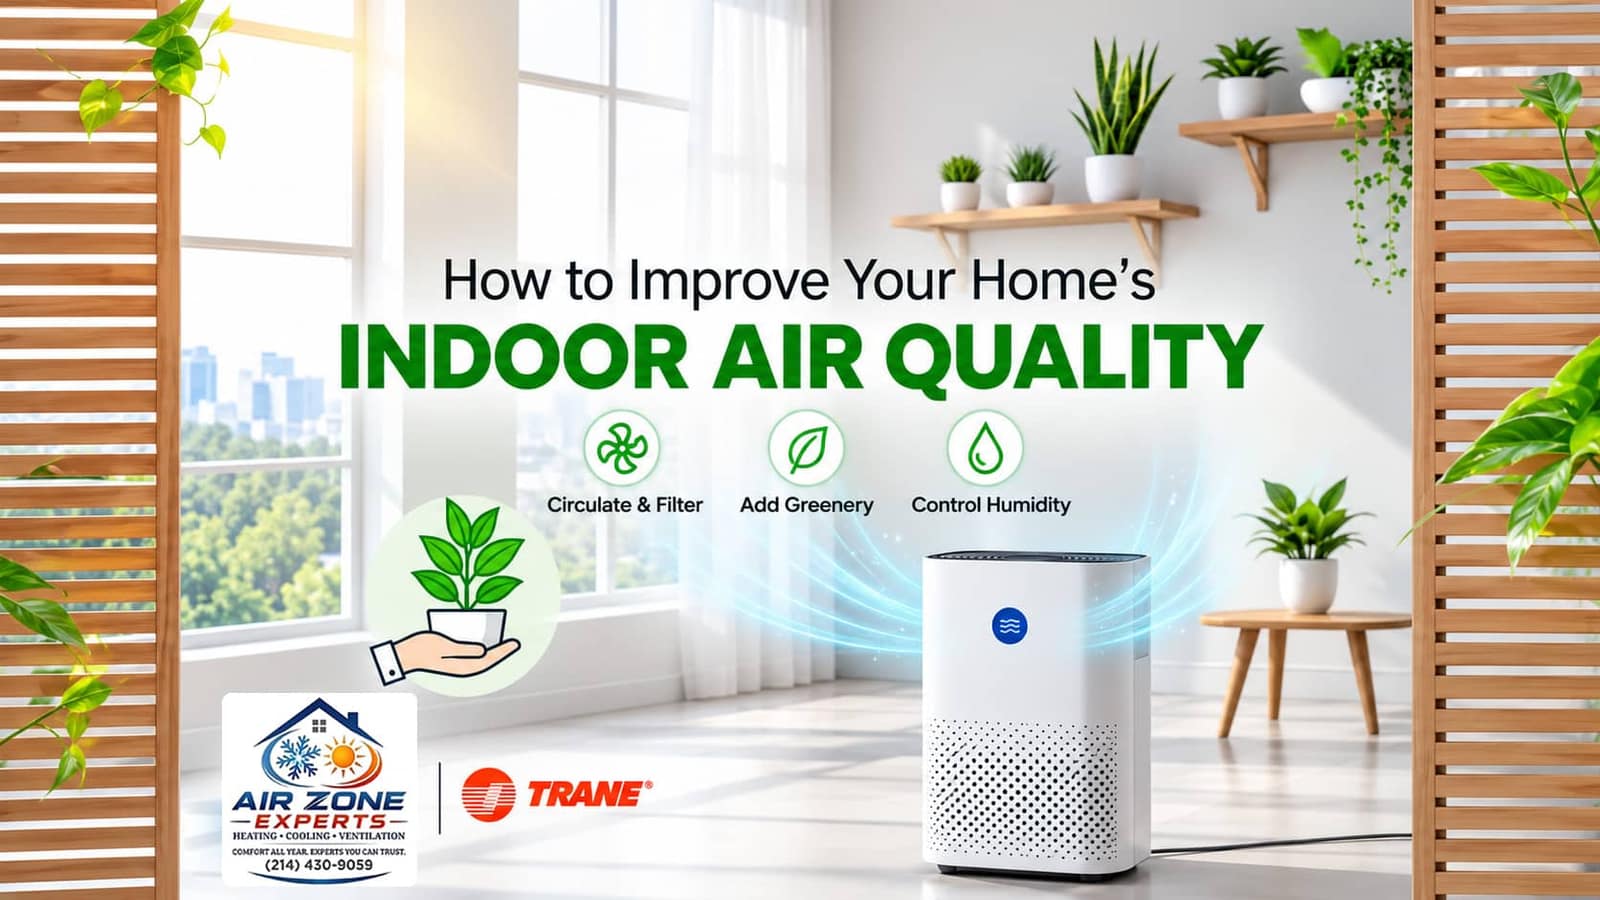 How to Improve Your Home's
INDOOR AIR QUALITY
Circulate & Filter
Add Greenery
Control Humidity
AIR ZONE
EXPERTS
HEATING • COOLING • VENTILATION
COMFORT ALL YEAR. EXPERTS YOU CAN TRUST.
(214) 430-9059
TRANE®